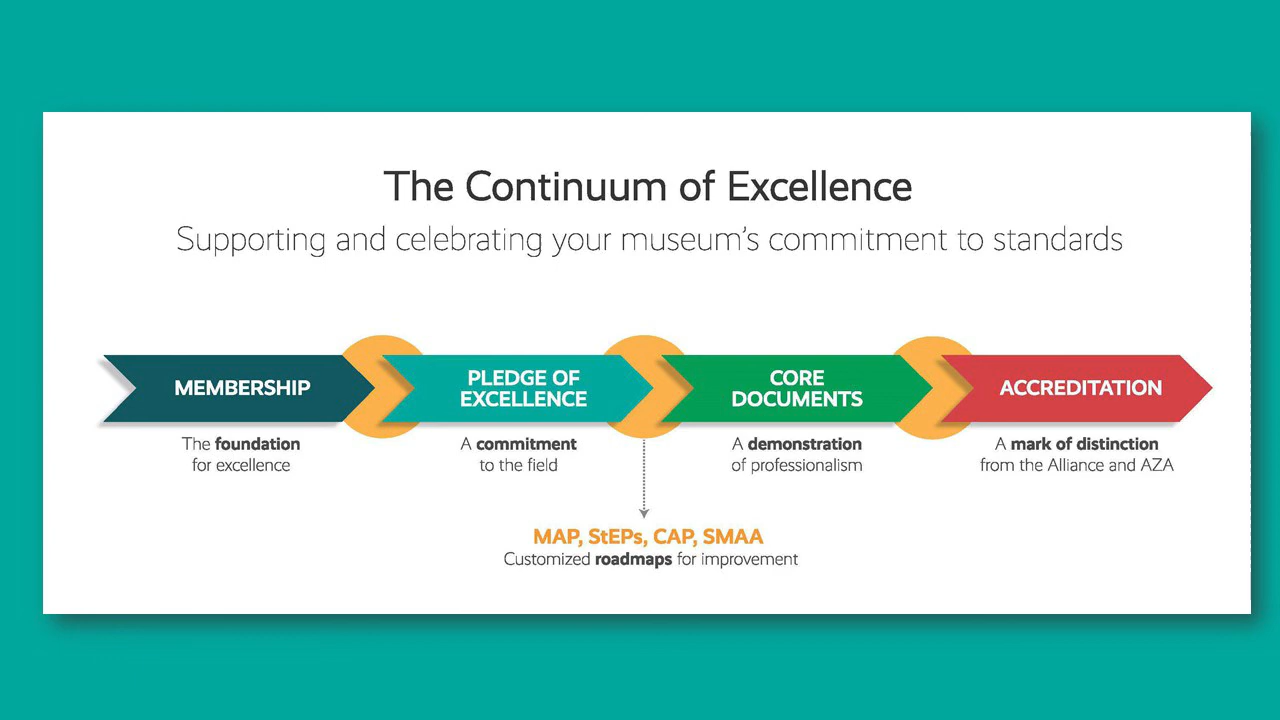 The Continuum of Excellence
Supporting and celebrating your museum's commitment to standards
MEMBERSHIP
The foundation
for excellence
PLEDGE OF
EXCELLENCE
A commitment
to the field
CORE
DOCUMENTS
A demonstration
of professionalism
ACCREDITATION
A mark of distinction
from the Alliance and AZA
MAP, StEPs, CAP, SMAA
Customized roadmaps for improvement